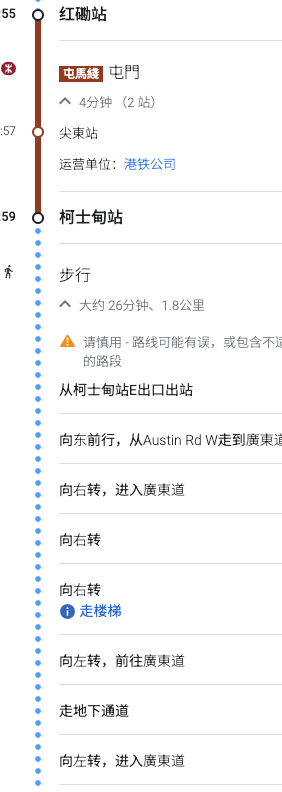 :55
红磡站
屯馬綫 屯門
4分钟 （2 站）
:57
尖東站
运营单位：港铁公司
:59
柯士甸站
步行
大约 26分钟、1.8公里
请慎用 - 路线可能有误，或包含不适
的路段
从柯士甸站E出口出站
向东前行，从Austin Rd W走到廣東道
向右转，进入廣東道
向右转
向右转
走楼梯
向左转，前往廣東道
走地下通道
向左转，进入廣東道